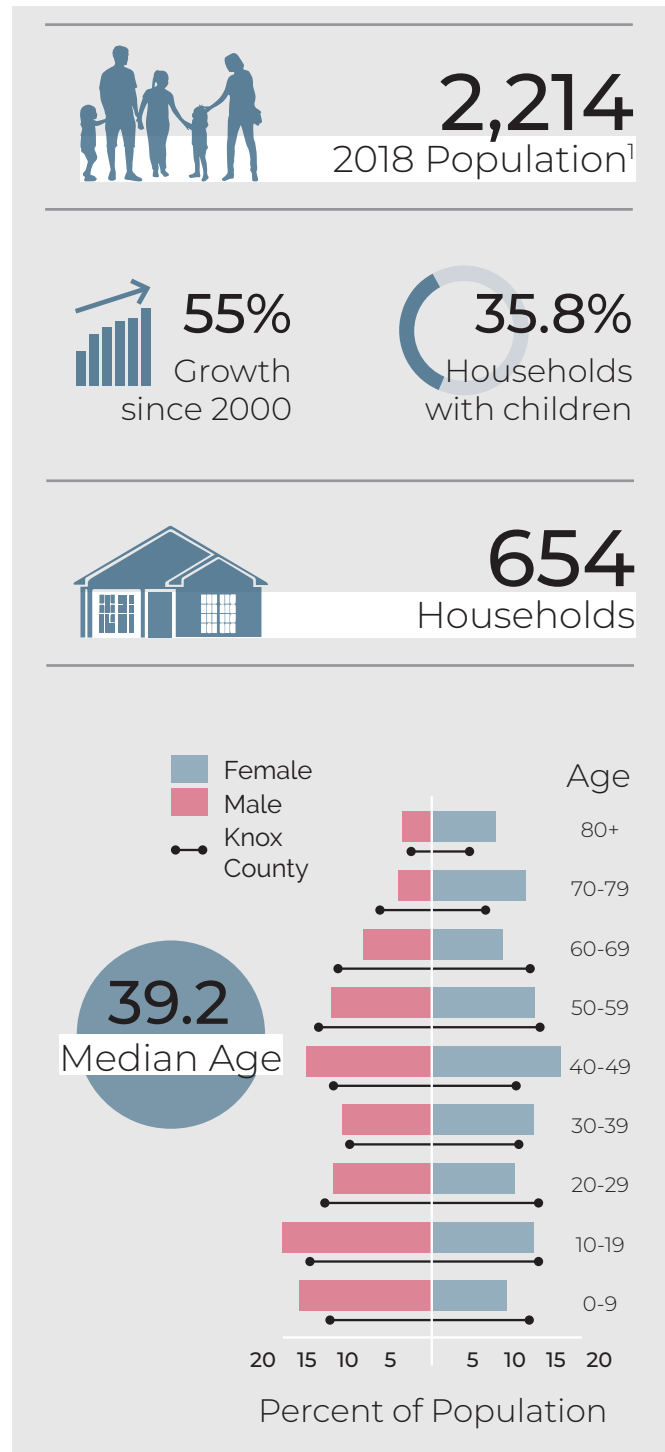 2,214
2018 Population¹
55%
Growth
since 2000
35.8%
Households
with children
654
Households
Female
Male
Knox
County
Age
80+
70-79
60-69
50-59
40-49
30-39
20-29
10-19
0-9
39.2
Median Age
20 15 10 5 5 10 15 20
Percent of Population